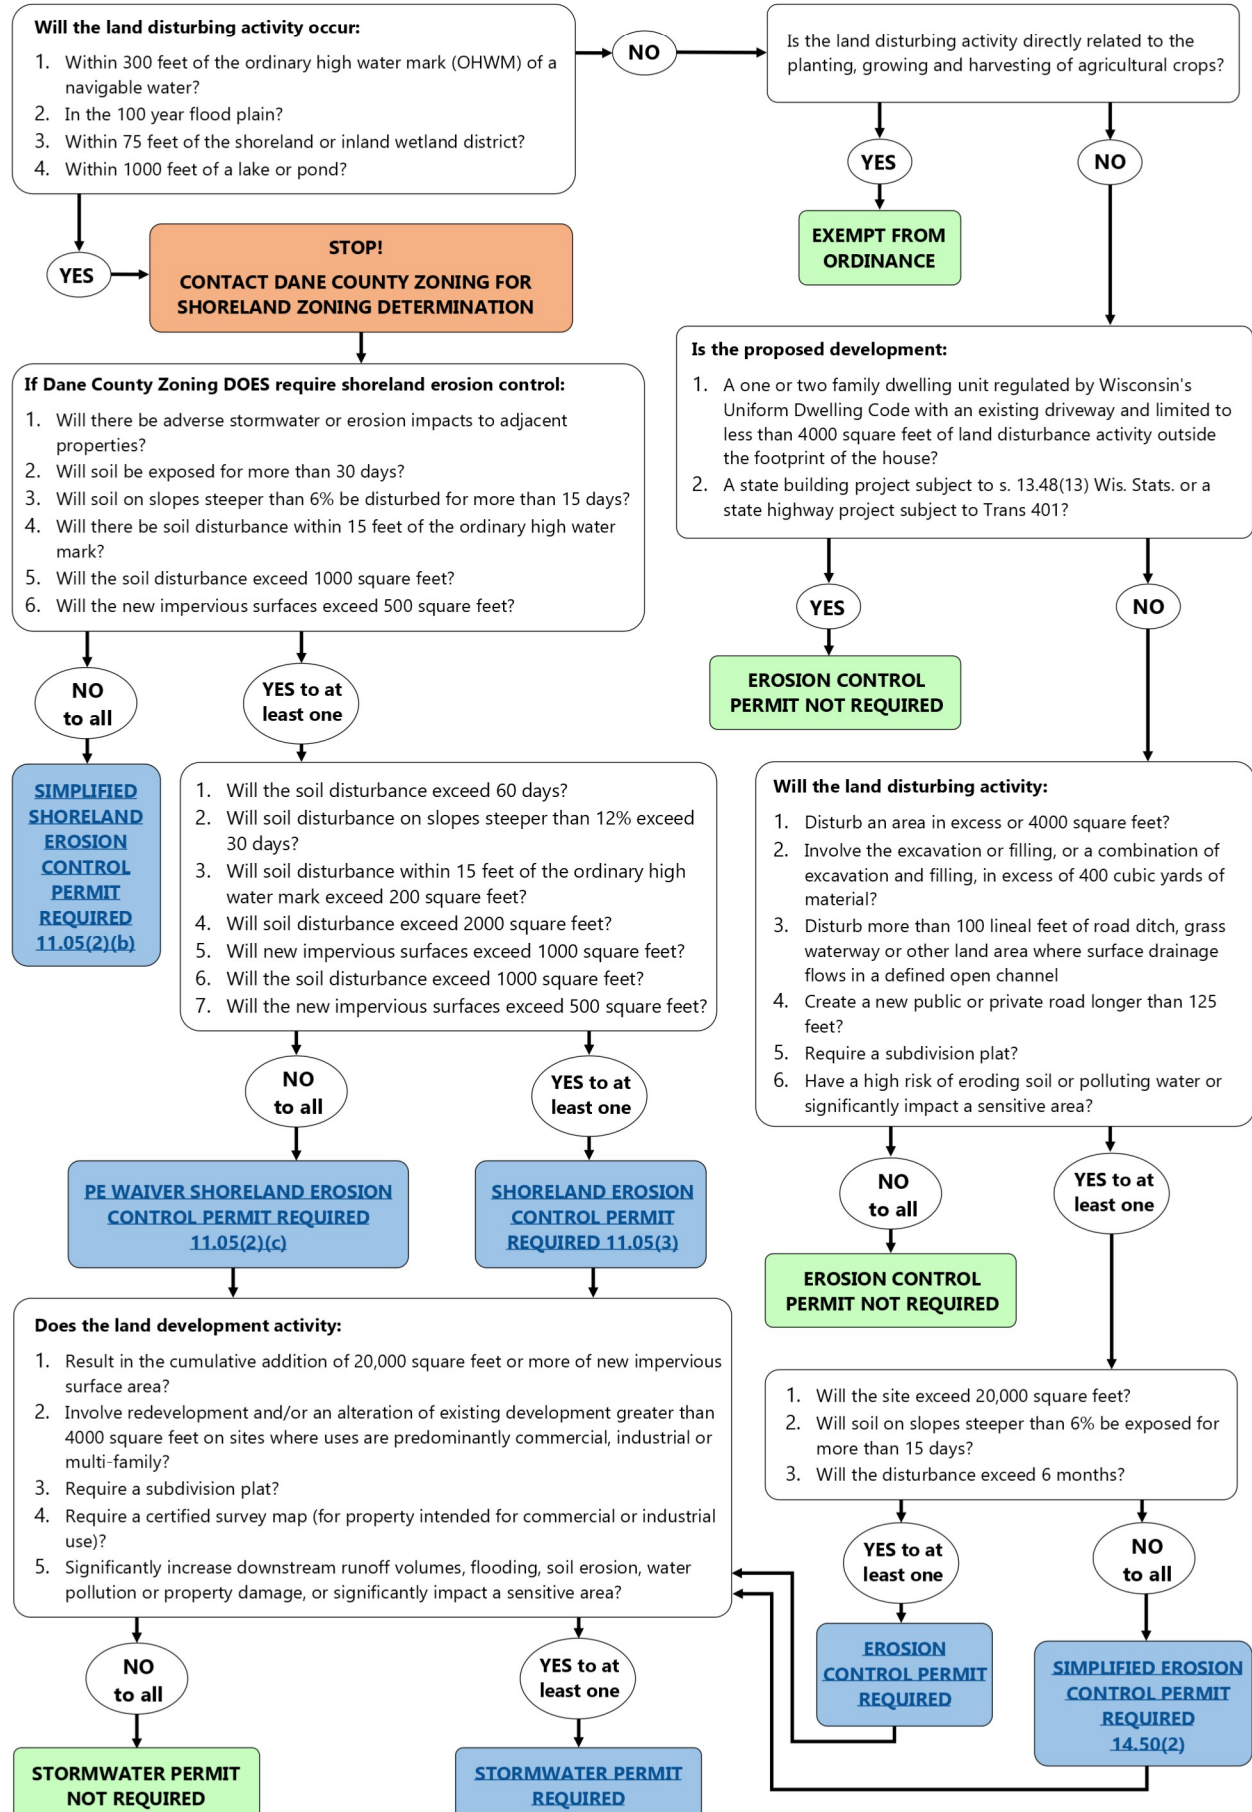 Will the land disturbing activity occur:
1. Within 300 feet of the ordinary high water mark (OHWM) of a
navigable water?
2. In the 100 year flood plain?
3. Within 75 feet of the shoreland or inland wetland district?
4. Within 1000 feet of a lake or pond?
NO
Is the land disturbing activity directly related to the
planting, growing and harvesting of agricultural crops?
YES
NO
EXEMPT FROM
ORDINANCE
YES
STOP!
CONTACT DANE COUNTY ZONING FOR
SHORELAND ZONING DETERMINATION
Is the proposed development:
1. A one or two family dwelling unit regulated by Wisconsin's
Uniform Dwelling Code with an existing driveway and limited to
less than 4000 square feet of land disturbance activity outside
the footprint of the house?
2. A state building project subject to s. 13.48(13) Wis. Stats. or a
state highway project subject to Trans 401?
If Dane County Zoning DOES require shoreland erosion control:
1. Will there be adverse stormwater or erosion impacts to adjacent
properties?
2. Will soil be exposed for more than 30 days?
3. Will soil on slopes steeper than 6% be disturbed for more than 15 days?
4. Will there be soil disturbance within 15 feet of the ordinary high water
mark?
5. Will the soil disturbance exceed 1000 square feet?
6. Will the new impervious surfaces exceed 500 square feet?
YES
NO
EROSION CONTROL
PERMIT NOT REQUIRED
NO
to all
YES to at
least one
SIMPLIFIED
SHORELAND
EROSION
CONTROL
PERMIT
REQUIRED
11.05(2)(b)
1. Will the soil disturbance exceed 60 days?
2. Will soil disturbance on slopes steeper than 12% exceed
30 days?
3. Will soil disturbance within 15 feet of the ordinary high
water mark exceed 200 square feet?
4. Will soil disturbance exceed 2000 square feet?
5. Will new impervious surfaces exceed 1000 square feet?
6. Will the soil disturbance exceed 1000 square feet?
7. Will the new impervious surfaces exceed 500 square feet?
Will the land disturbing activity:
1. Disturb an area in excess or 4000 square feet?
2. Involve the excavation or filling, or a combination of
excavation and filling, in excess of 400 cubic yards of
material?
3. Disturb more than 100 lineal feet of road ditch, grass
waterway or other land area where surface drainage
flows in a defined open channel
4. Create a new public or private road longer than 125
feet?
5. Require a subdivision plat?
6. Have a high risk of eroding soil or polluting water or
significantly impact a sensitive area?
NO
to all
YES to at
least one
PE WAIVER SHORELAND EROSION
CONTROL PERMIT REQUIRED
11.05(2)(c)
SHORELAND EROSION
CONTROL PERMIT
REQUIRED 11.05(3)
NO
to all
YES to at
least one
EROSION CONTROL
PERMIT NOT REQUIRED
Does the land development activity:
1. Result in the cumulative addition of 20,000 square feet or more of new impervious
surface area?
2. Involve redevelopment and/or an alteration of existing development greater than
4000 square feet on sites where uses are predominantly commercial, industrial or
multi-family?
3. Require a subdivision plat?
4. Require a certified survey map (for property intended for commercial or industrial
use)?
5. Significantly increase downstream runoff volumes, flooding, soil erosion, water
pollution or property damage, or significantly impact a sensitive area?
1. Will the site exceed 20,000 square feet?
2. Will soil on slopes steeper than 6% be exposed for
more than 15 days?
3. Will the disturbance exceed 6 months?
YES to at
least one
NO
to all
EROSION
CONTROL PERMIT
REQUIRED
SIMPLIFIED EROSION
CONTROL PERMIT
REQUIRED
14.50(2)
NO
to all
YES to at
least one
STORMWATER PERMIT
NOT REQUIRED
STORMWATER PERMIT
REQUIRED